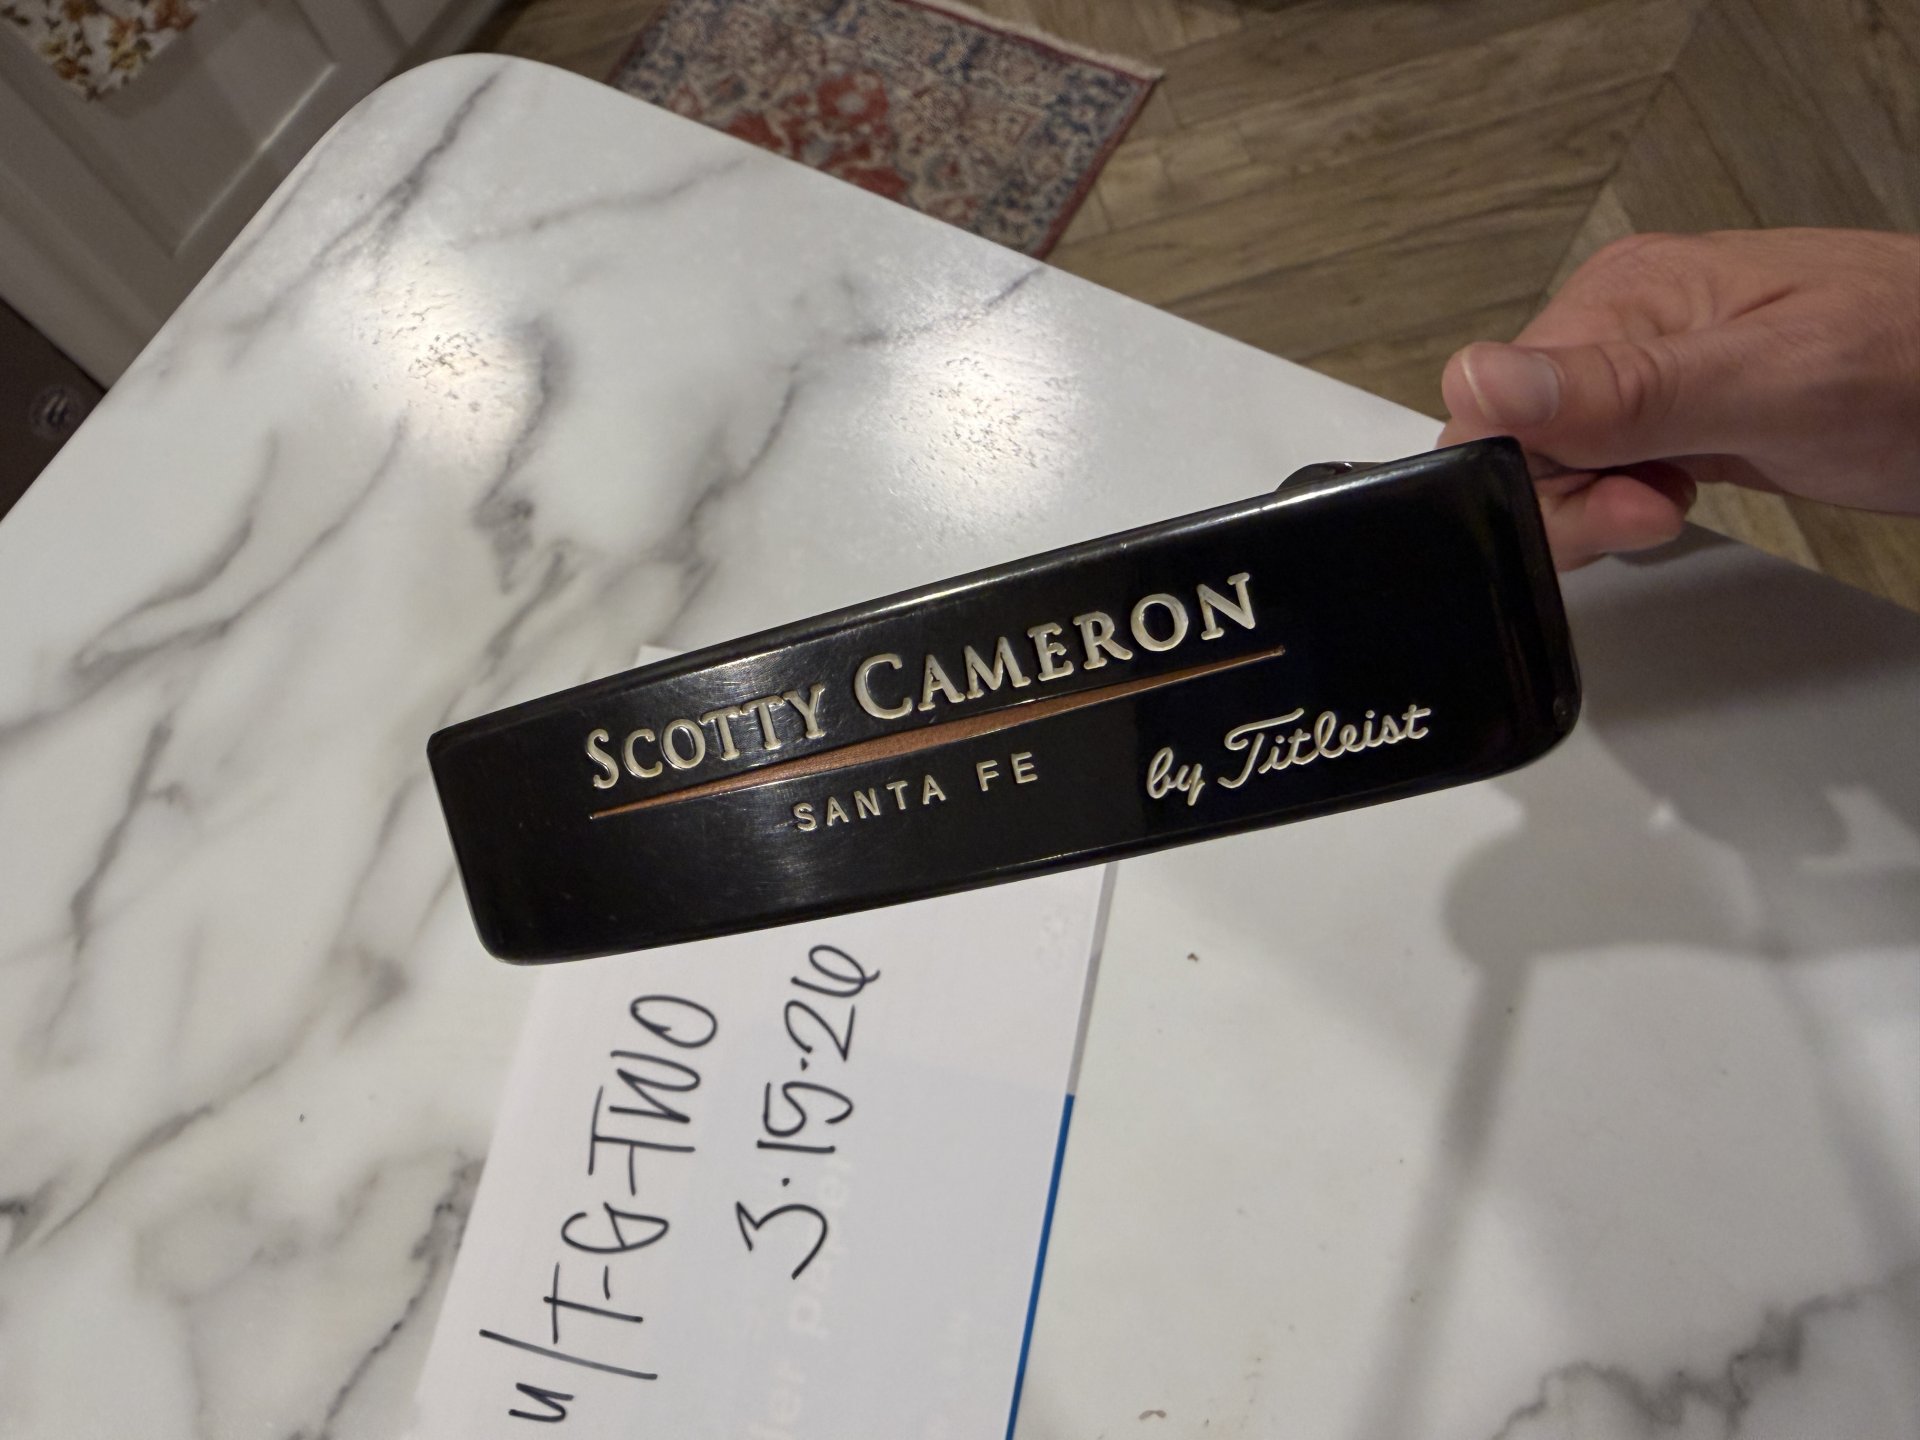 SCOTTY CAMERON
SANTA FE
by Titleist
u/T-G-TWO
3.15.26